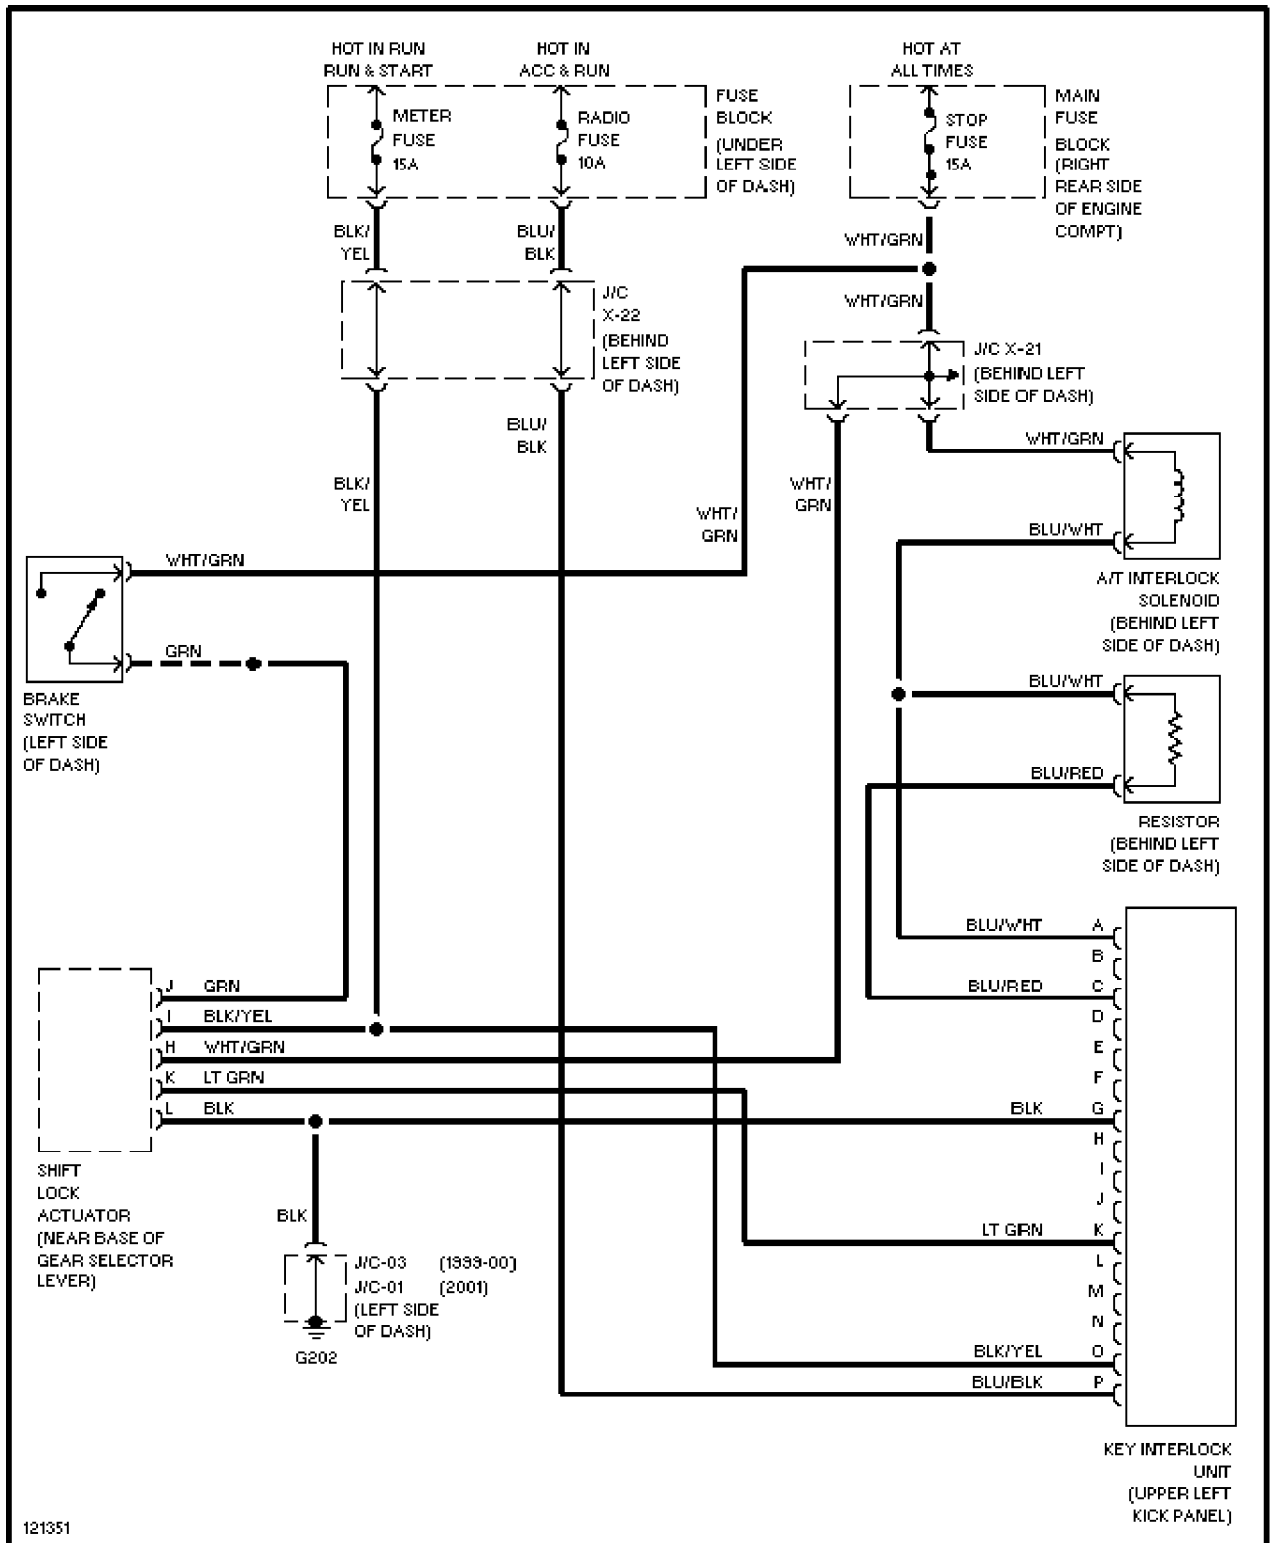 HOT IN RUN
RUN & START
HOT IN
ACC & RUN
HOT AT
ALL TIMES
METER
FUSE
15A
RADIO
FUSE
10A
FUSE
BLOCK
(UNDER
LEFT SIDE
OF DASH)
STOP
FUSE
15A
MAIN
FUSE
BLOCK
(RIGHT
REAR SIDE
OF ENGINE
COMPT)
BLK/
YEL
BLU/
BLK
WHT/GRN
WHT/GRN
J/C
X-22
(BEHIND
LEFT SIDE
OF DASH)
J/C X-21
(BEHIND LEFT
SIDE OF DASH)
BLU/
BLK
BLK/
YEL
WHT/
GRN
WHT/
GRN
WHT/GRN
BLU/WHT
A/T INTERLOCK
SOLENOID
(BEHIND LEFT
SIDE OF DASH)
WHT/GRN
GRN
BRAKE
SWITCH
(LEFT SIDE
OF DASH)
BLU/WHT
BLU/RED
RESISTOR
(BEHIND LEFT
SIDE OF DASH)
J GRN
I BLK/YEL
H WHT/GRN
K LT GRN
L BLK
SHIFT
LOCK
ACTUATOR
(NEAR BASE OF
GEAR SELECTOR
LEVER)
BLK
J/C-03 (1999-00)
J/C-01 (2001)
(LEFT SIDE
OF DASH)
G202
BLU/WHT A
B
BLU/RED C
D
E
F
BLK G
H
I
J
LT GRN K
L
M
N
BLK/YEL O
BLU/BLK P
KEY INTERLOCK
UNIT
(UPPER LEFT
KICK PANEL)
121351